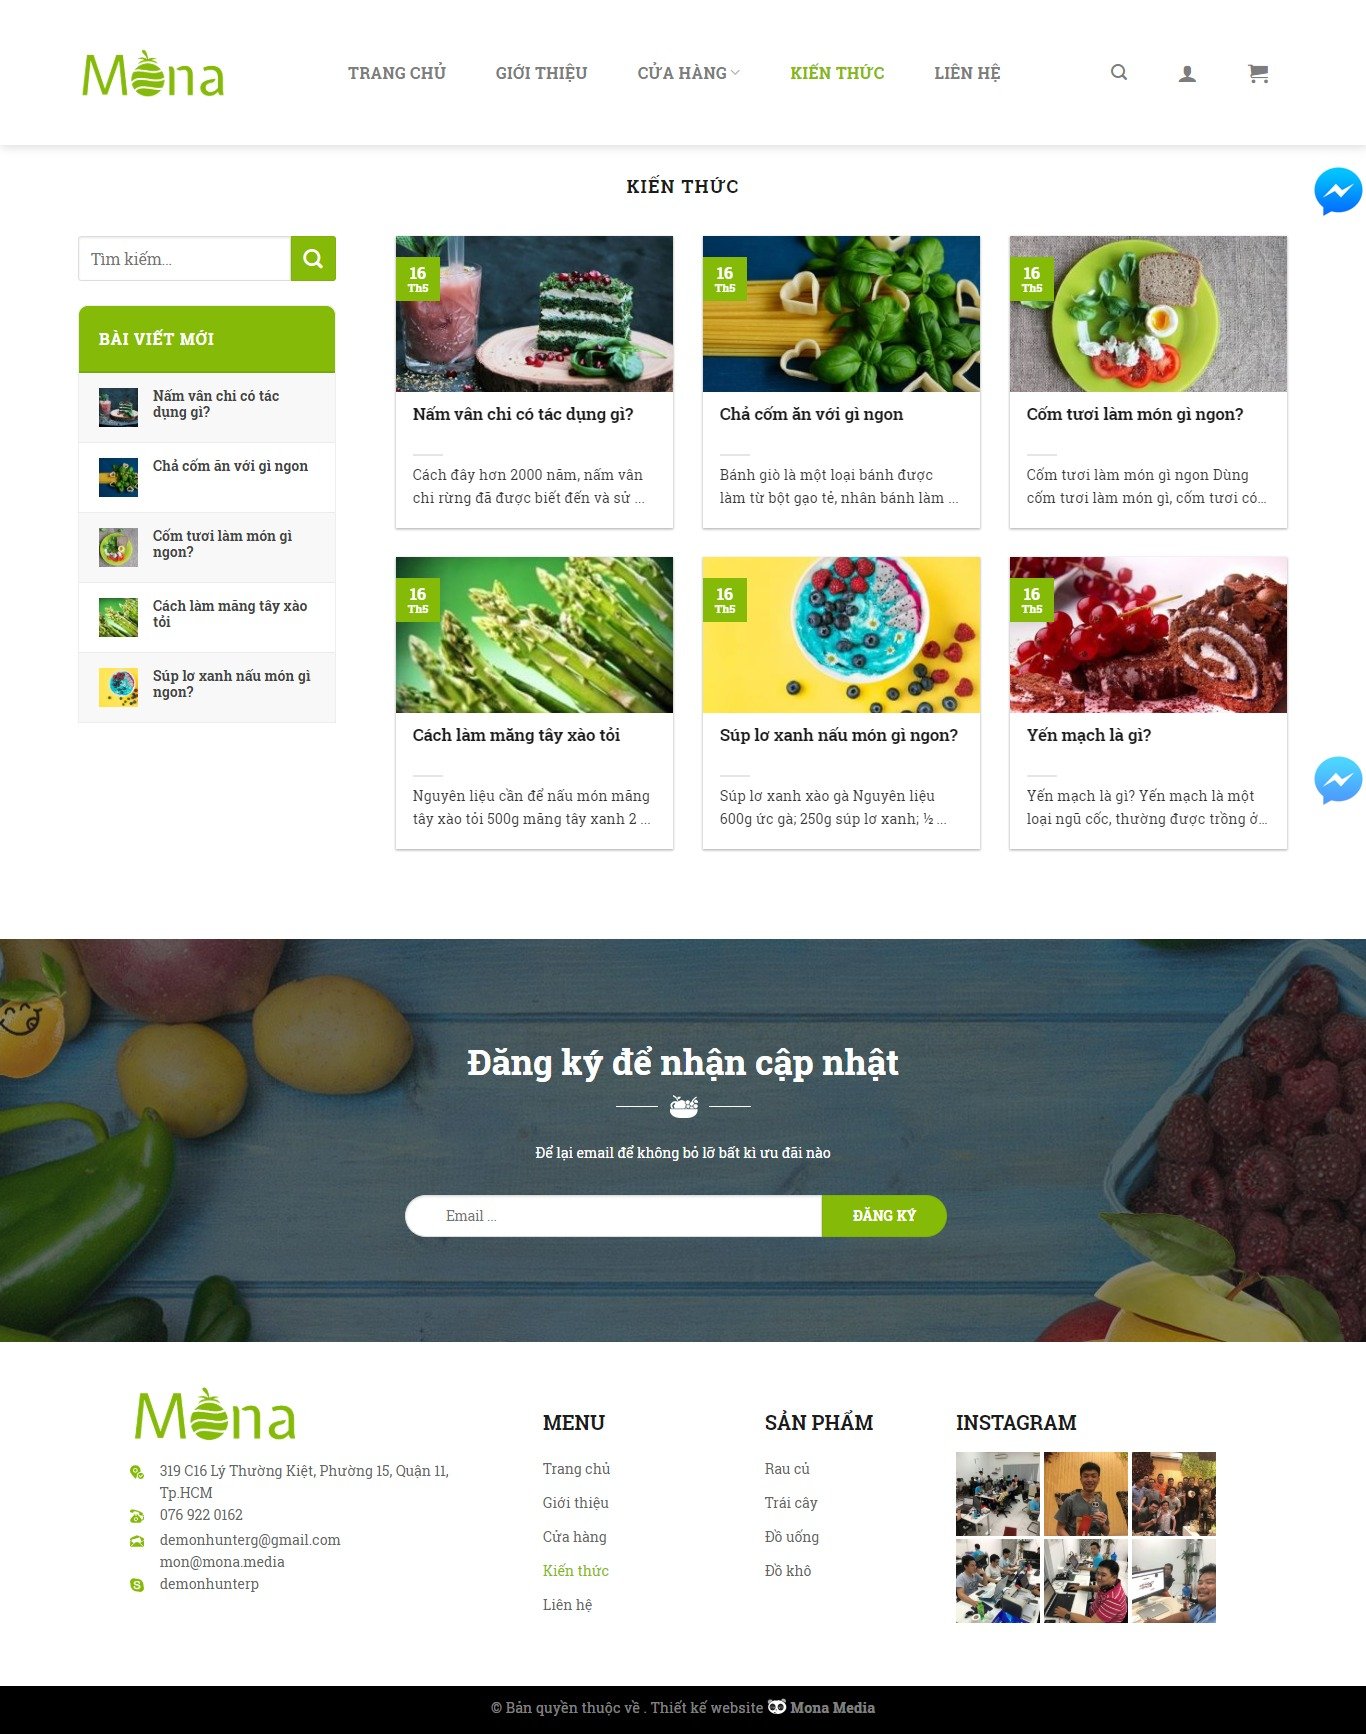 Mona
TRANG CHỦ
GIỚI THIỆU
CỬA HÀNG
KIẾN THỨC
LIÊN HỆ
KIẾN THỨC
Tìm kiếm...
BÀI VIẾT MỚI
Nấm vân chi có tác
dụng gì?
Chả cốm ăn với gì ngon
Cốm tươi làm món gì
ngon?
Cách làm măng tây xào
tỏi
Súp lơ xanh nấu món gì
ngon?
16
Th5
Nấm vân chi có tác dụng gì?
Cách đây hơn 2000 năm, nấm vân
chi rừng đã được biết đến và sử ...
16
Th5
Chả cốm ăn với gì ngon
Bánh giò là một loại bánh được
làm từ bột gạo tẻ, nhân bánh làm ...
16
Th5
Cốm tươi làm món gì ngon?
Cốm tươi làm món gì ngon Dùng
cốm tươi làm món gì, cốm tươi có...
16
Th5
Cách làm măng tây xào tỏi
Nguyên liệu cần để nấu món măng
tây xào tỏi 500g măng tây xanh 2 ...
16
Th5
Súp lơ xanh nấu món gì ngon?
Súp lơ xanh xào gà Nguyên liệu
600g ức gà; 250g súp lơ xanh; ½ ...
16
Th5
Yến mạch là gì?
Yến mạch là gì? Yến mạch là một
loại ngũ cốc, thường được trồng ở...
Đăng ký để nhận cập nhật
Để lại email để không bỏ lỡ bất kì ưu đãi nào
Email ...
ĐĂNG KÝ
Mona
319 C16 Lý Thường Kiệt, Phường 15, Quận 11,
Tp.HCM
076 922 0162
demonhunterg@gmail.com
mon@mona.media
demonhunterp
MENU
Trang chủ
Giới thiệu
Cửa hàng
Kiến thức
Liên hệ
SẢN PHẨM
Rau củ
Trái cây
Đồ uống
Đồ khô
INSTAGRAM
© Bản quyền thuộc về . Thiết kế website Mona Media